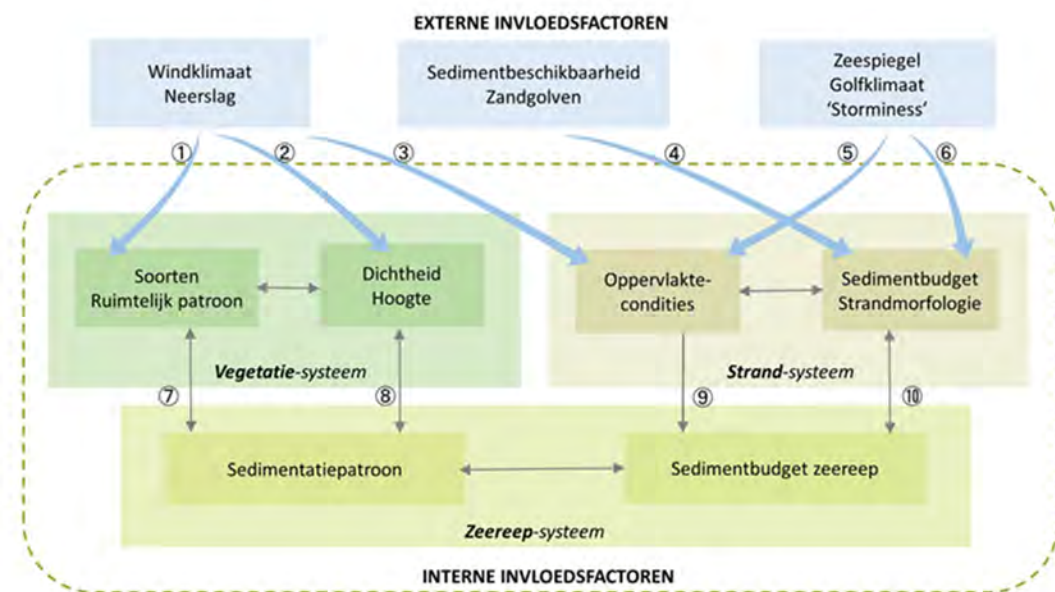 EXTERNE INVLOEDSFACTOREN
Windklimaat
Neerslag
Sedimentbeschikbaarheid
Zandgolven
Zeespiegel
Golfklimaat
'Storminess'
① ② ③ ④ ⑤ ⑥
Soorten
Ruimtelijk patroon
Dichtheid
Hoogte
Oppervlakte-
condities
Sedimentbudget
Strandmorfologie
Vegetatie-systeem
Strand-systeem
⑦ ⑧ ⑨ ⑩
Sedimentatiepatroon
Sedimentbudget zeereep
Zeereep-systeem
INTERNE INVLOEDSFACTOREN